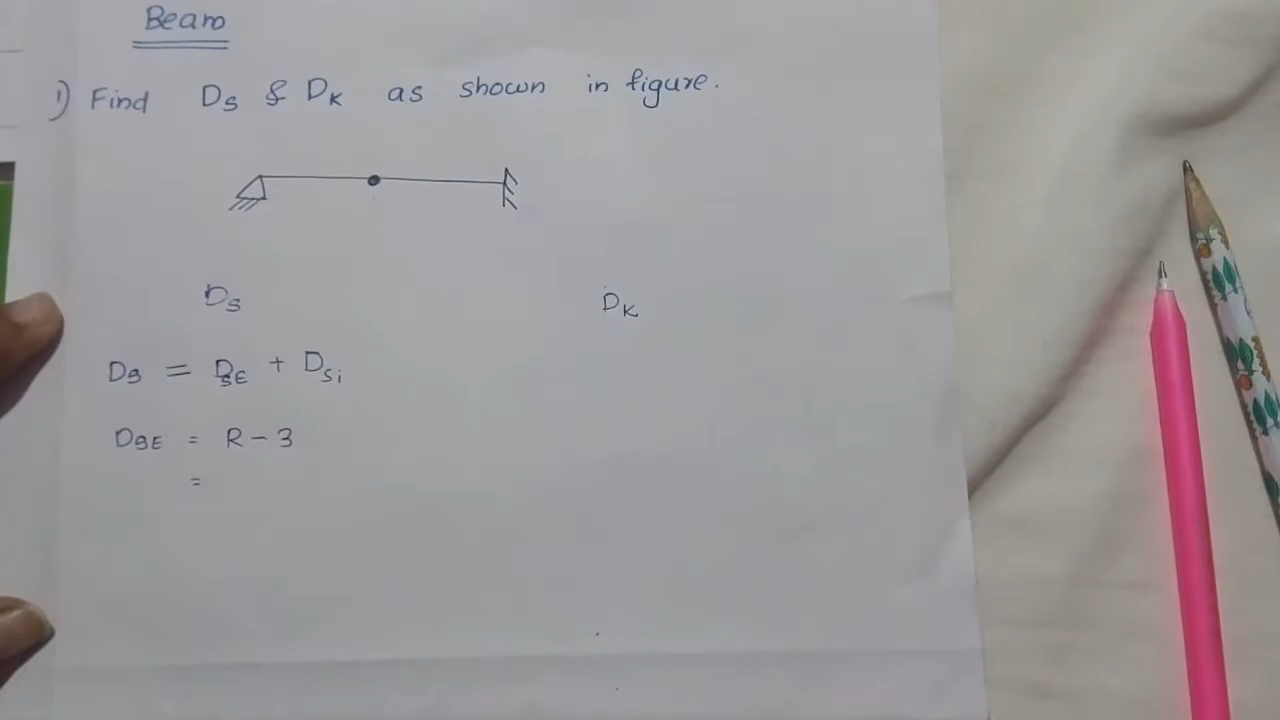 Beam
1) Find DS & DK as shown in figure.
DS DK
DS = DSE + DSi
DSE = R - 3
=